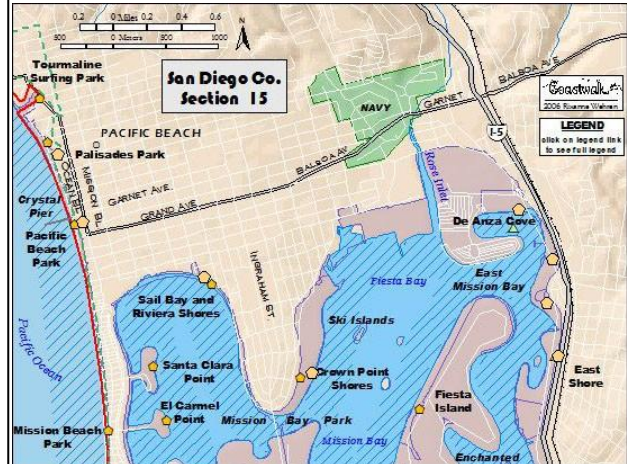 0.2 0 Miles 0.2 0.4 0.6
500 0 Meters 500 1000
N
Tourmaline
Surfing Park
San Diego Co.
Section 15
NAVY
GARNET
BALBOA AVE
Coastwalk
2006 Rixanna Wehren
LEGEND
click on legend link
to see full legend
I-5
PACIFIC BEACH
Palisades Park
OCEAN BL
MISSION BL
BALBOA AV
Rose Inlet
Crystal
Pier
GARNET AVE.
GRAND AVE
De Anza Cove
Pacific
Beach
Park
INGRAHAM ST
East
Mission Bay
Fiesta Bay
Sail Bay and
Riviera Shores
Ski Islands
Pacific Ocean
Santa Clara
Point
Crown Point
Shores
East
Shore
Fiesta
Island
El Carmel
Point
Mission Bay Park
Mission Beach
Park
Mission Bay
Enchanted